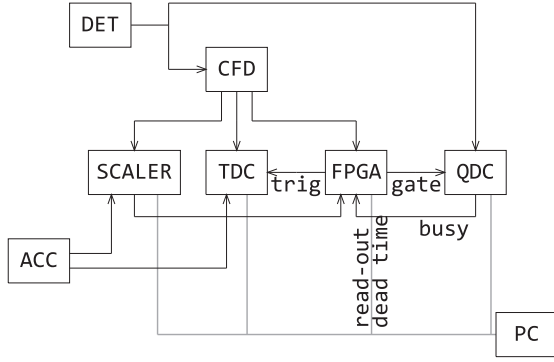 DET
CFD
SCALER
TDC
FPGA
QDC
trig
gate
busy
ACC
read-out
dead time
PC